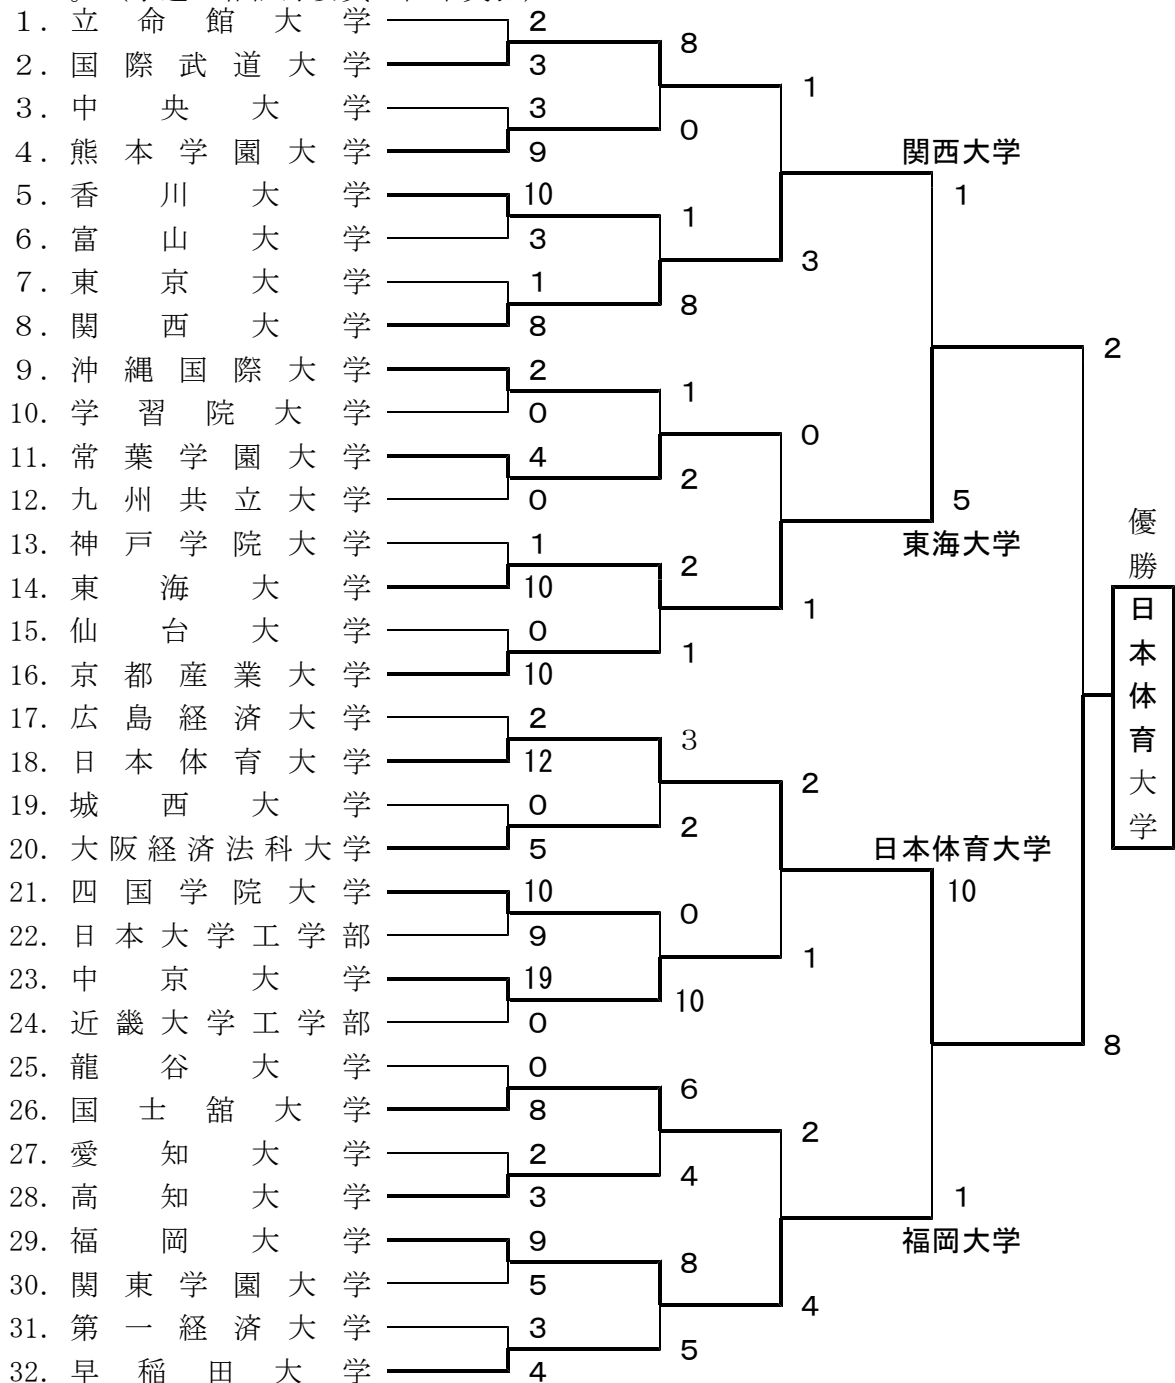 1. 立命館大学 2
8
2. 国際武道大学 3
1
3. 中央大学 3
0
4. 熊本学園大学 9
関西大学
5. 香川大学 10
1
1
6. 富山大学 3
3
7. 東京大学 1
8
8. 関西大学 8
2
9. 沖縄国際大学 2
1
10. 学習院大学 0
0
11. 常葉学園大学 4
2
12. 九州共立大学 0
5
13. 神戸学院大学 1
東海大学
2
14. 東海大学 10
1
15. 仙台大学 0
1
16. 京都産業大学 10
17. 広島経済大学 2
3
18. 日本体育大学 12
2
19. 城西大学 0
2
20. 大阪経済法科大学 5
日本体育大学
21. 四国学院大学 10
10
0
22. 日本大学工学部 9
1
23. 中京大学 19
10
24. 近畿大学工学部 0
8
25. 龍谷大学 0
6
26. 国士舘大学 8
2
27. 愛知大学 2
4
28. 高知大学 3
1
29. 福岡大学 9
福岡大学
8
30. 関東学園大学 5
4
31. 第一経済大学 3
5
32. 早稲田大学 4
優勝
日本体育大学